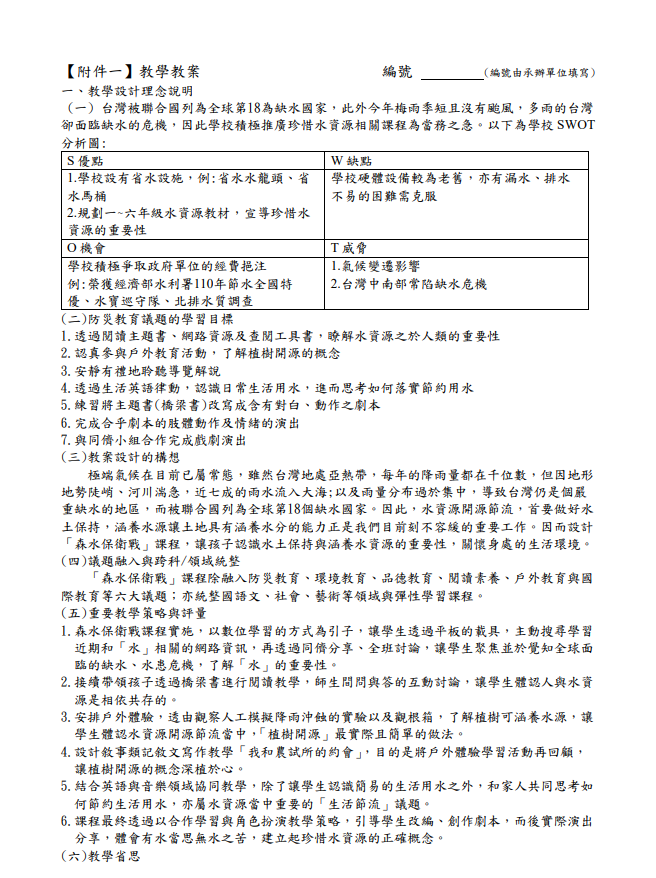 【附件一】教學教案 編號 ________ (編號由承辦單位填寫)
一、教學設計理念說明
(一) 台灣被聯合國列為全球第18為缺水國家，此外今年梅雨季短且沒有颱風，多雨的台灣
卻面臨缺水的危機，因此學校積極推廣珍惜水資源相關課程為當務之急。以下為學校 SWOT
分析圖：
S 優點
1.學校設有省水設施，例：省水水龍頭、省
水馬桶
2.規劃一~六年級水資源教材，宣導珍惜水
資源的重要性
W 缺點
學校硬體設備較為老舊，亦有漏水、排水
不易的困難需克服
O 機會
學校積極爭取政府單位的經費挹注
例：榮獲經濟部水利署110年節水全國特
優、水寶巡守隊、北排水質調查
T 威脅
1.氣候變遷影響
2.台灣中南部常陷缺水危機
(二)防災教育議題的學習目標
1. 透過閱讀主題書、網路資源及查閱工具書，瞭解水資源之於人類的重要性
2. 認真參與戶外教育活動，了解植樹開源的概念
3. 安靜有禮地聆聽導覽解說
4. 透過生活英語律動，認識日常生活用水，進而思考如何落實節約用水
5. 練習將主題書(橋梁書)改寫成含有對白、動作之劇本
6. 完成合乎劇本的肢體動作及情緒的演出
7. 與同儕小組合作完成戲劇演出
(三)教案設計的構想
極端氣候在目前已屬常態，雖然台灣地處亞熱帶，每年的降雨量都在千位數，但因地形
地勢陡峭、河川湍急，近七成的雨水流入大海；以及雨量分布過於集中，導致台灣仍是個嚴
重缺水的地區，而被聯合國列為全球第18個缺水國家。因此，水資源開源節流，首要做好水
土保持，涵養水源讓土地具有涵養水分的能力正是我們目前刻不容緩的重要工作。因而設計
「森水保衛戰」課程，讓孩子認識水土保持與涵養水資源的重要性，關懷身處的生活環境。
(四)議題融入與跨科/領域統整
「森水保衛戰」課程除融入防災教育、環境教育、品德教育、閱讀素養、戶外教育與國
際教育等六大議題；亦統整國語文、社會、藝術等領域與彈性學習課程。
(五)重要教學策略與評量
1. 森水保衛戰課程實施，以數位學習的方式為引子，讓學生透過平板的載具，主動搜尋學習
近期和「水」相關的網路資訊，再透過同儕分享、全班討論，讓學生聚焦並於覺知全球面
臨的缺水、水患危機，了解「水」的重要性。
2. 接續帶領孩子透過橋梁書進行閱讀教學，師生間問與答的互動討論，讓學生體認人與水資
源是相依共存的。
3. 安排戶外體驗，透由觀察人工模擬降雨沖蝕的實驗以及觀根箱，了解植樹可涵養水源，讓
學生體認水資源開源節流當中，「植樹開源」最實際且簡單的做法。
4. 設計敘事類記敘文寫作教學「我和農試所的約會」，目的是將戶外體驗學習活動再回顧，
讓植樹開源的概念深植於心。
5. 結合英語與音樂領域協同教學，除了讓學生認識簡易的生活用水之外，和家人共同思考如
何節約生活用水，亦屬水資源當中重要的「生活節流」議題。
6. 課程最終透過以合作學習與角色扮演教學策略，引導學生改編、創作劇本，而後實際演出
分享，體會有水當思無水之苦，建立起珍惜水資源的正確概念。
(六)教學省思